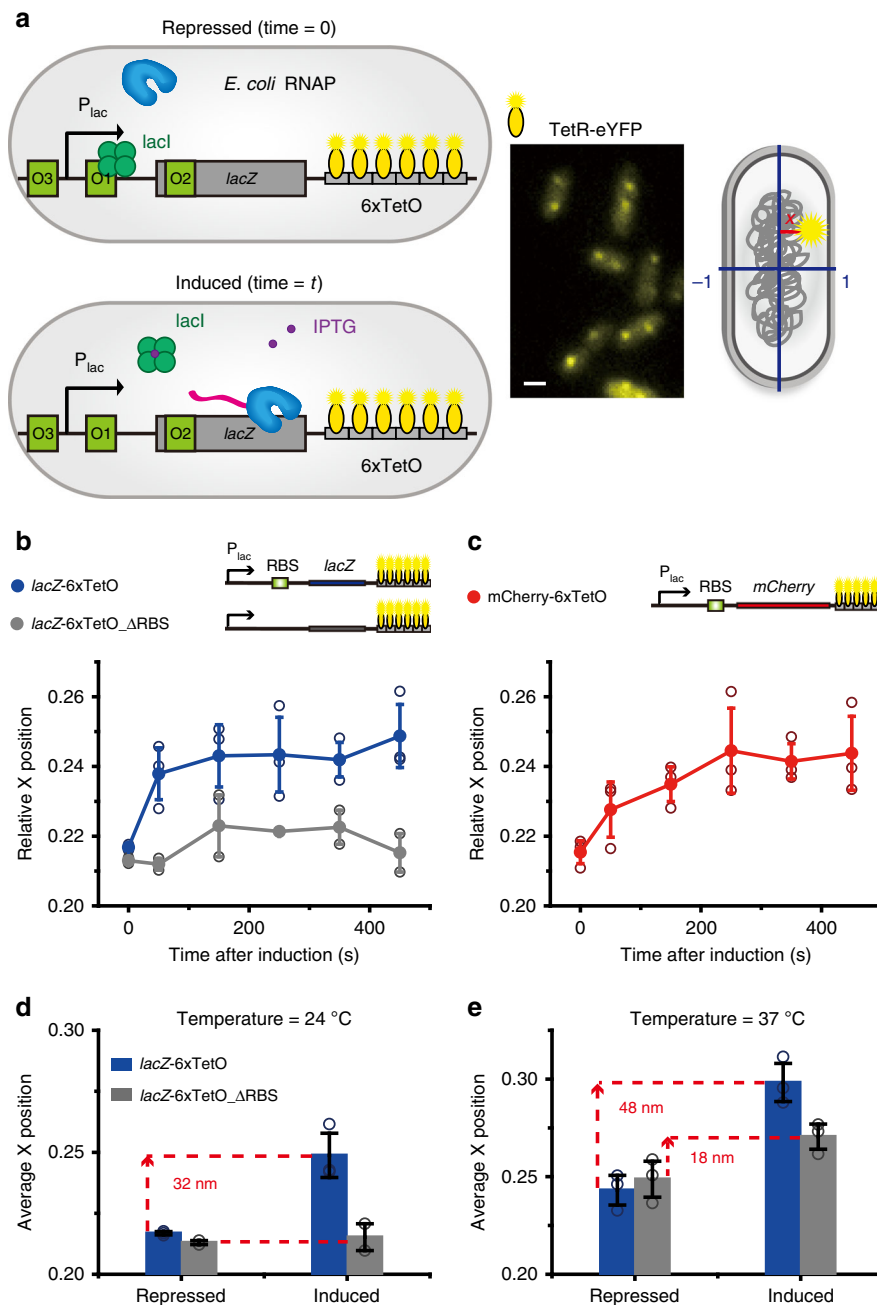 a
Repressed (time = 0)
E. coli RNAP
Plac
lacI
O3
O1
O2
lacZ
6xTetO
Induced (time = t)
lacI
IPTG
Plac
O3
O1
O2
lacZ
6xTetO
TetR-eYFP
x
–1
1
b
lacZ-6xTetO
lacZ-6xTetO_ΔRBS
Plac
RBS
lacZ
Relative X position
0.26
0.24
0.22
0.20
0
200
400
Time after induction (s)
c
mCherry-6xTetO
Plac
RBS
mCherry
Relative X position
0.26
0.24
0.22
0.20
0
200
400
Time after induction (s)
d
Temperature = 24 °C
lacZ-6xTetO
lacZ-6xTetO_ΔRBS
Average X position
0.30
0.25
0.20
32 nm
Repressed
Induced
e
Temperature = 37 °C
Average X position
0.30
0.25
0.20
48 nm
18 nm
Repressed
Induced